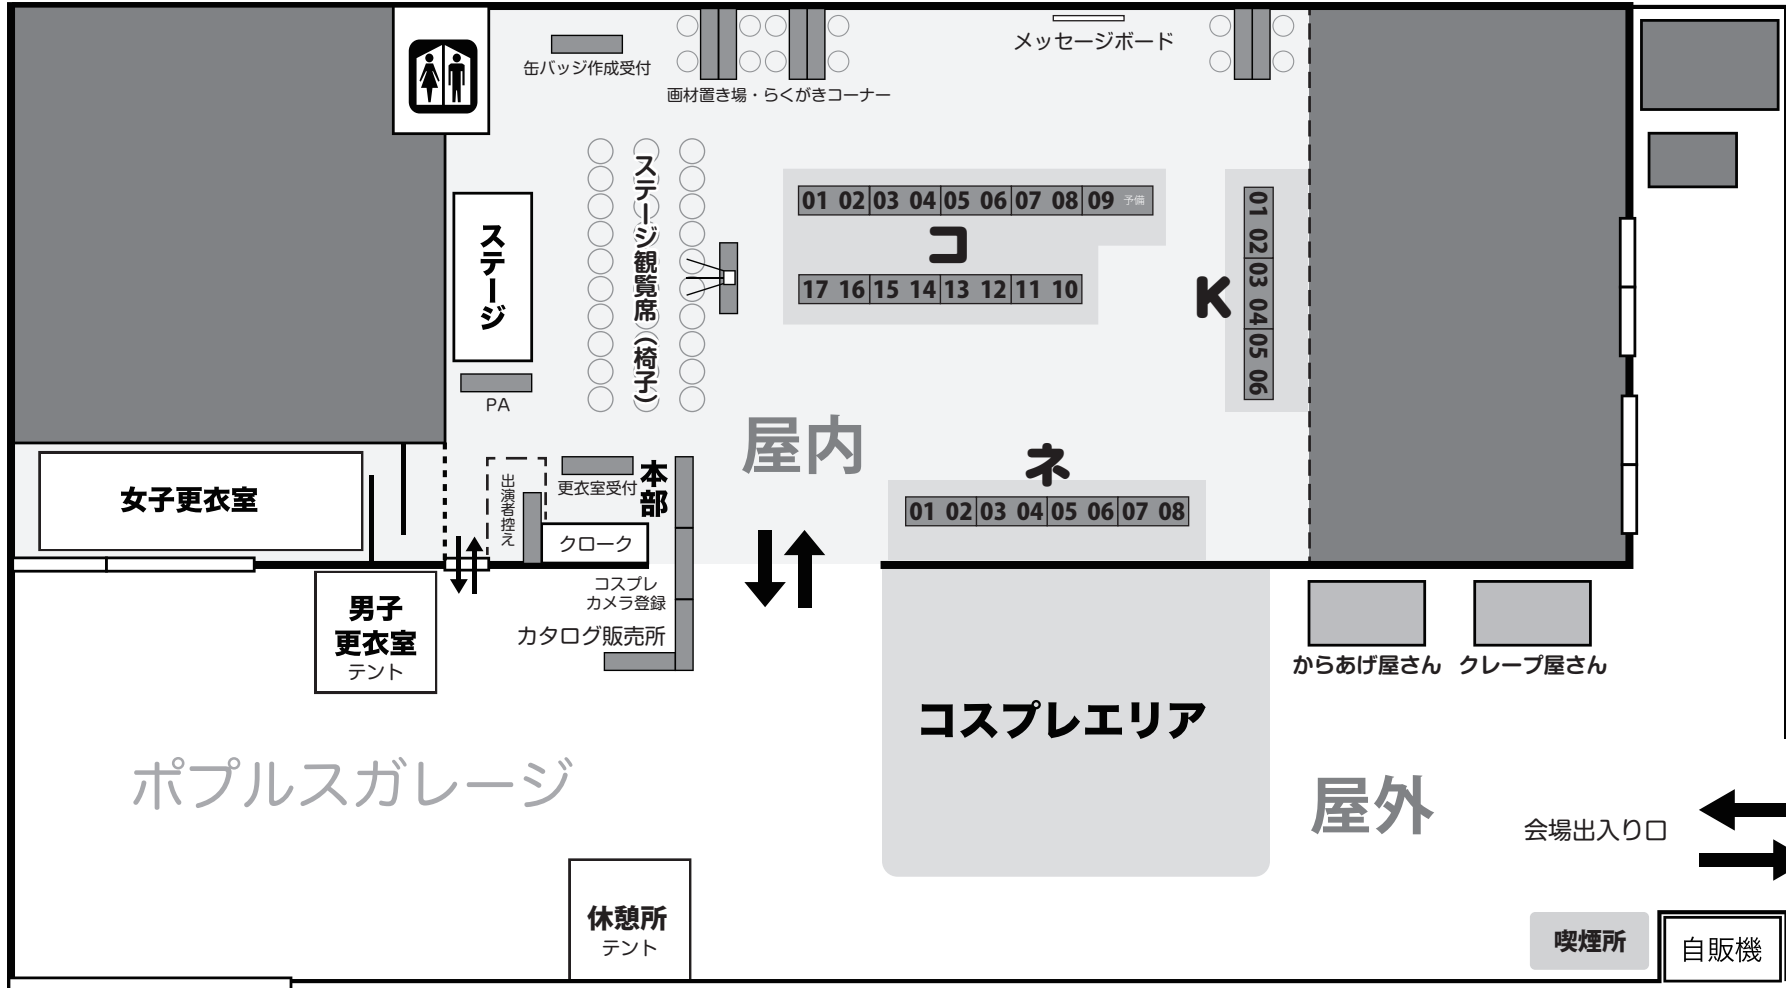 缶バッジ作成受付
画材置き場・らくがきコーナー
メッセージボード
ステージ
ステージ観覧席（椅子）
PA
01 02 03 04 05 06 07 08 09 予備
コ
17 16 15 14 13 12 11 10
K
01 02 03 04 05 06
屋内
ネ
01 02 03 04 05 06 07 08
女子更衣室
出演者控え
更衣室受付
本部
クローク
男子
更衣室
テント
コスプレ
カメラ登録
カタログ販売所
からあげ屋さん
クレープ屋さん
コスプレエリア
ポプルスガレージ
屋外
会場出入り口
休憩所
テント
喫煙所
自販機